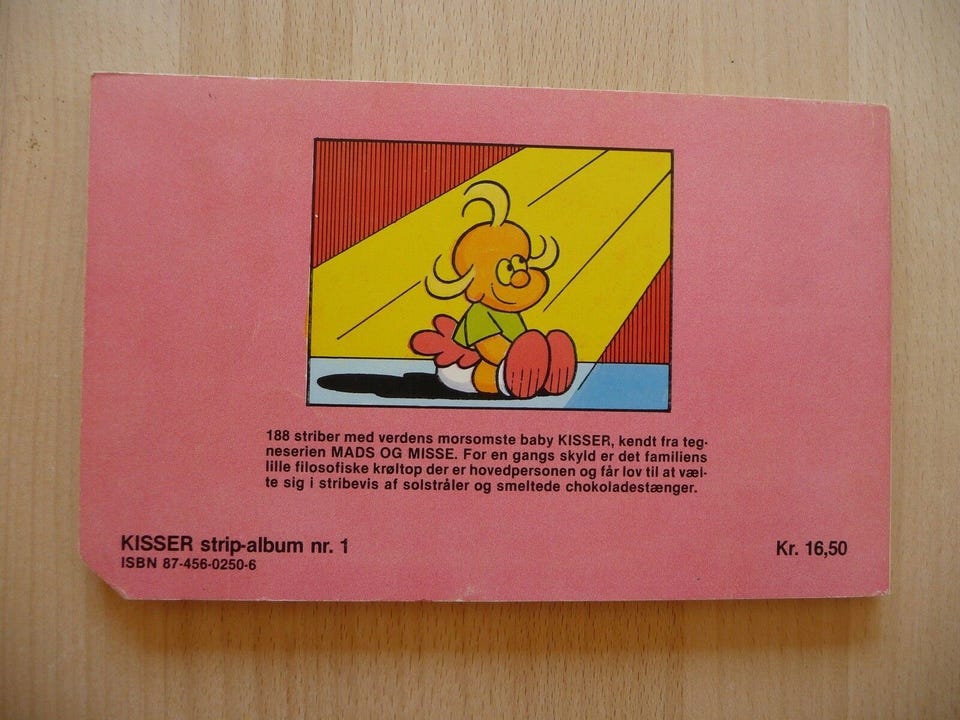 188 striber med verdens morsomste baby KISSER, kendt fra teg-
neserien MADS OG MISSE. For en gangs skyld er det familiens
lille filosofiske krøltop der er hovedpersonen og får lov til at væl-
te sig i stribevis af solstråler og smeltede chokoladestænger.
KISSER strip-album nr. 1
ISBN 87-456-0250-6
Kr. 16,50